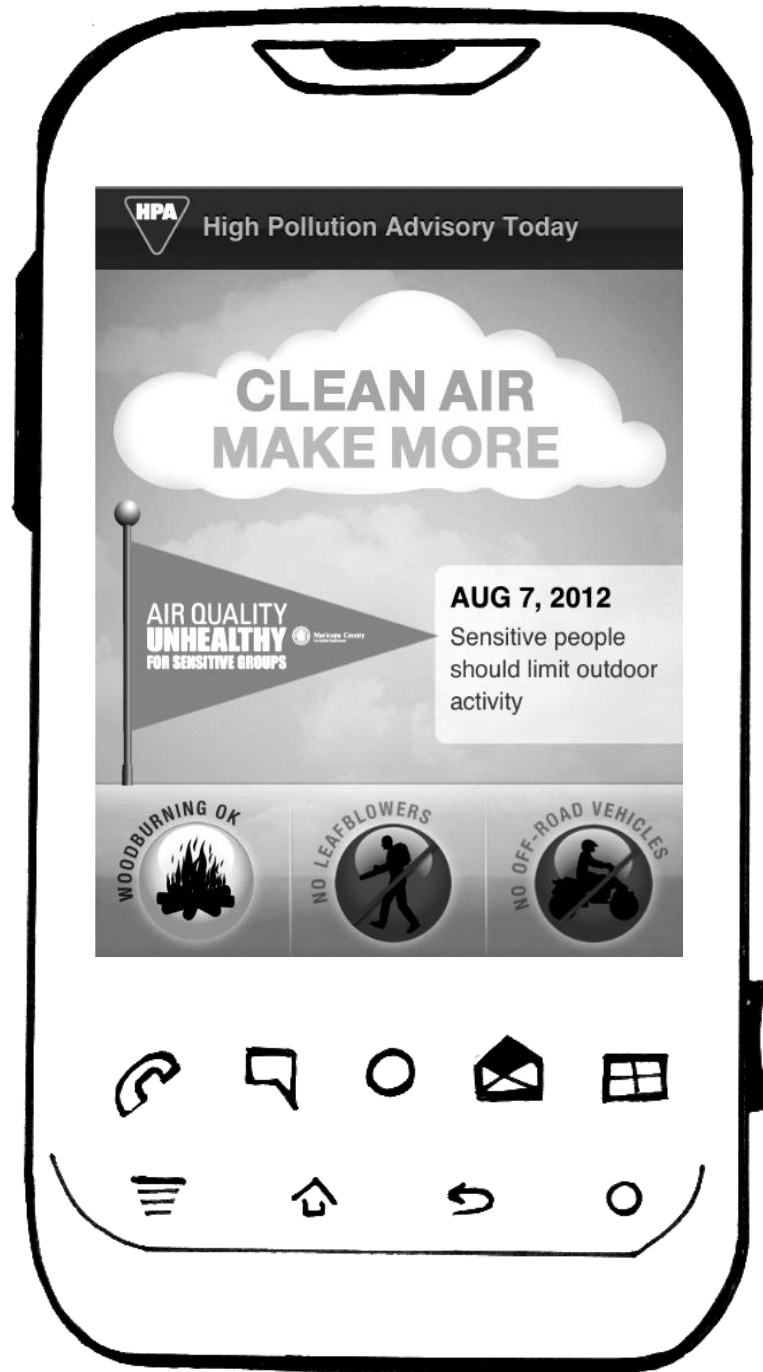 HPA
High Pollution Advisory Today
CLEAN AIR
MAKE MORE
AIR QUALITY
UNHEALTHY
FOR SENSITIVE GROUPS
Maricopa County
AUG 7, 2012
Sensitive people
should limit outdoor
activity
WOODBURNING OK
NO LEAFBLOWERS
NO OFF-ROAD VEHICLES